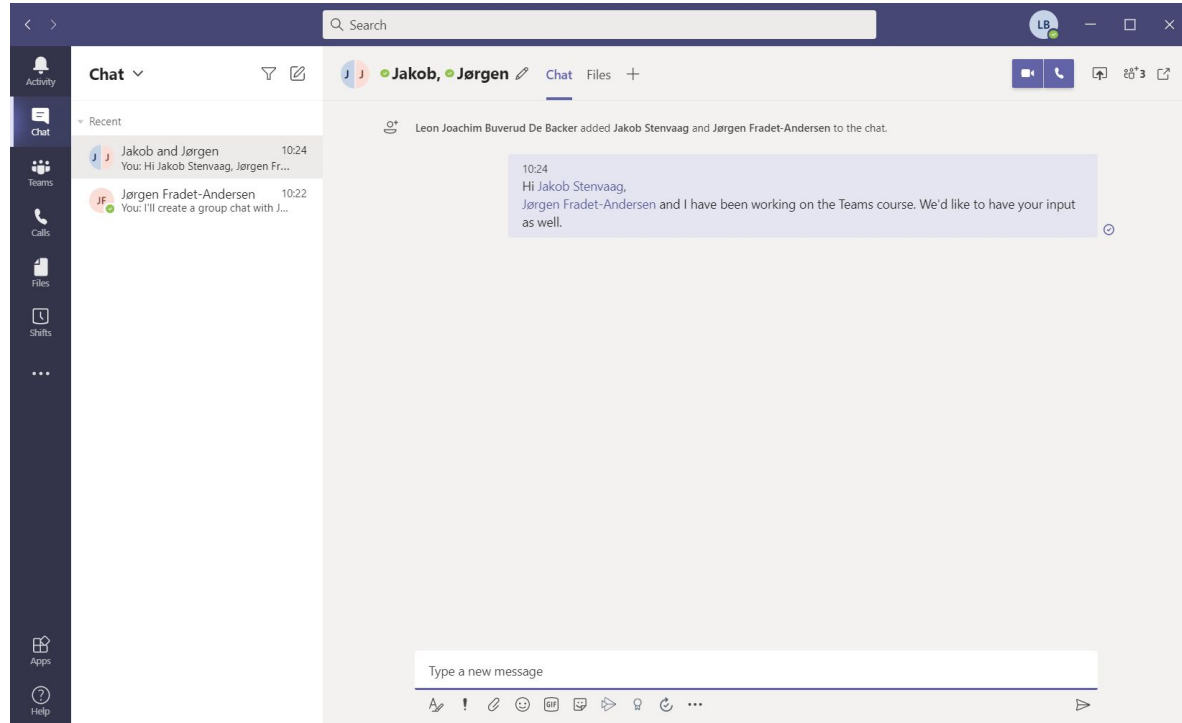 Search
LB
Activity
Chat
Teams
Calls
Files
Shifts
Apps
Help
Chat
Recent
J J
Jakob and Jørgen 10:24
You: Hi Jakob Stenvaag, Jørgen Fr...
JF
Jørgen Fradet-Andersen 10:22
You: I'll create a group chat with J...
J J
Jakob, Jørgen Chat Files
3
Leon Joachim Buverud De Backer added Jakob Stenvaag and Jørgen Fradet-Andersen to the chat.
10:24
Hi Jakob Stenvaag,
Jørgen Fradet-Andersen and I have been working on the Teams course. We'd like to have your input
as well.
Type a new message
GIF